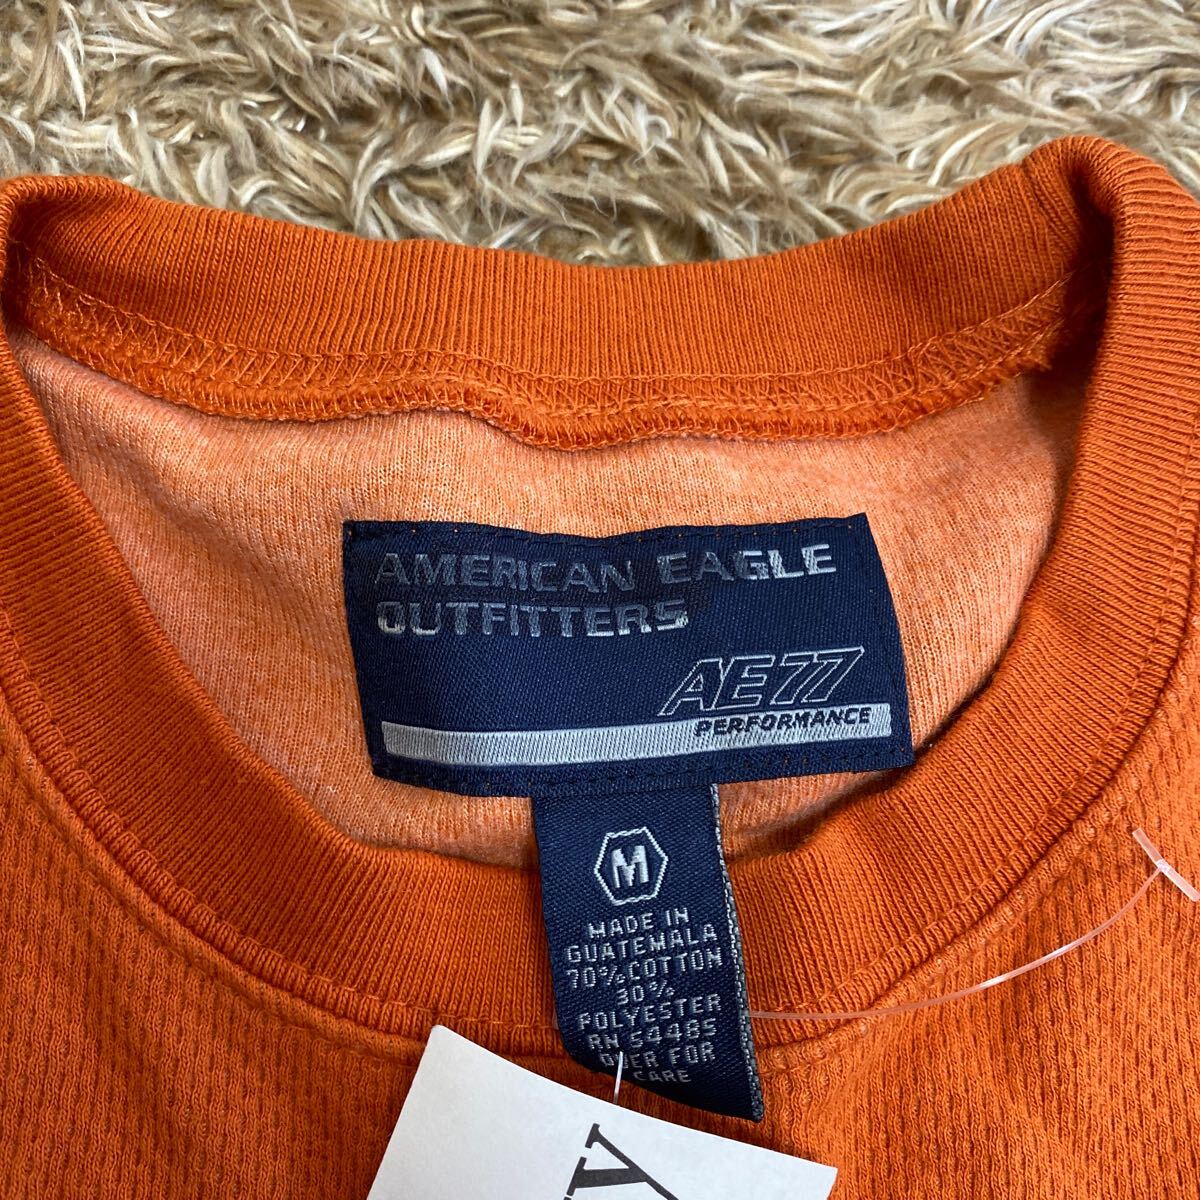 AMERICAN EAGLE
OUTFITTERS
AE77
PERFORMANCE
M
MADE IN
GUATEMALA
70%COTTON
30%
POLYESTER
RN 54485
OVER FOR
CARE